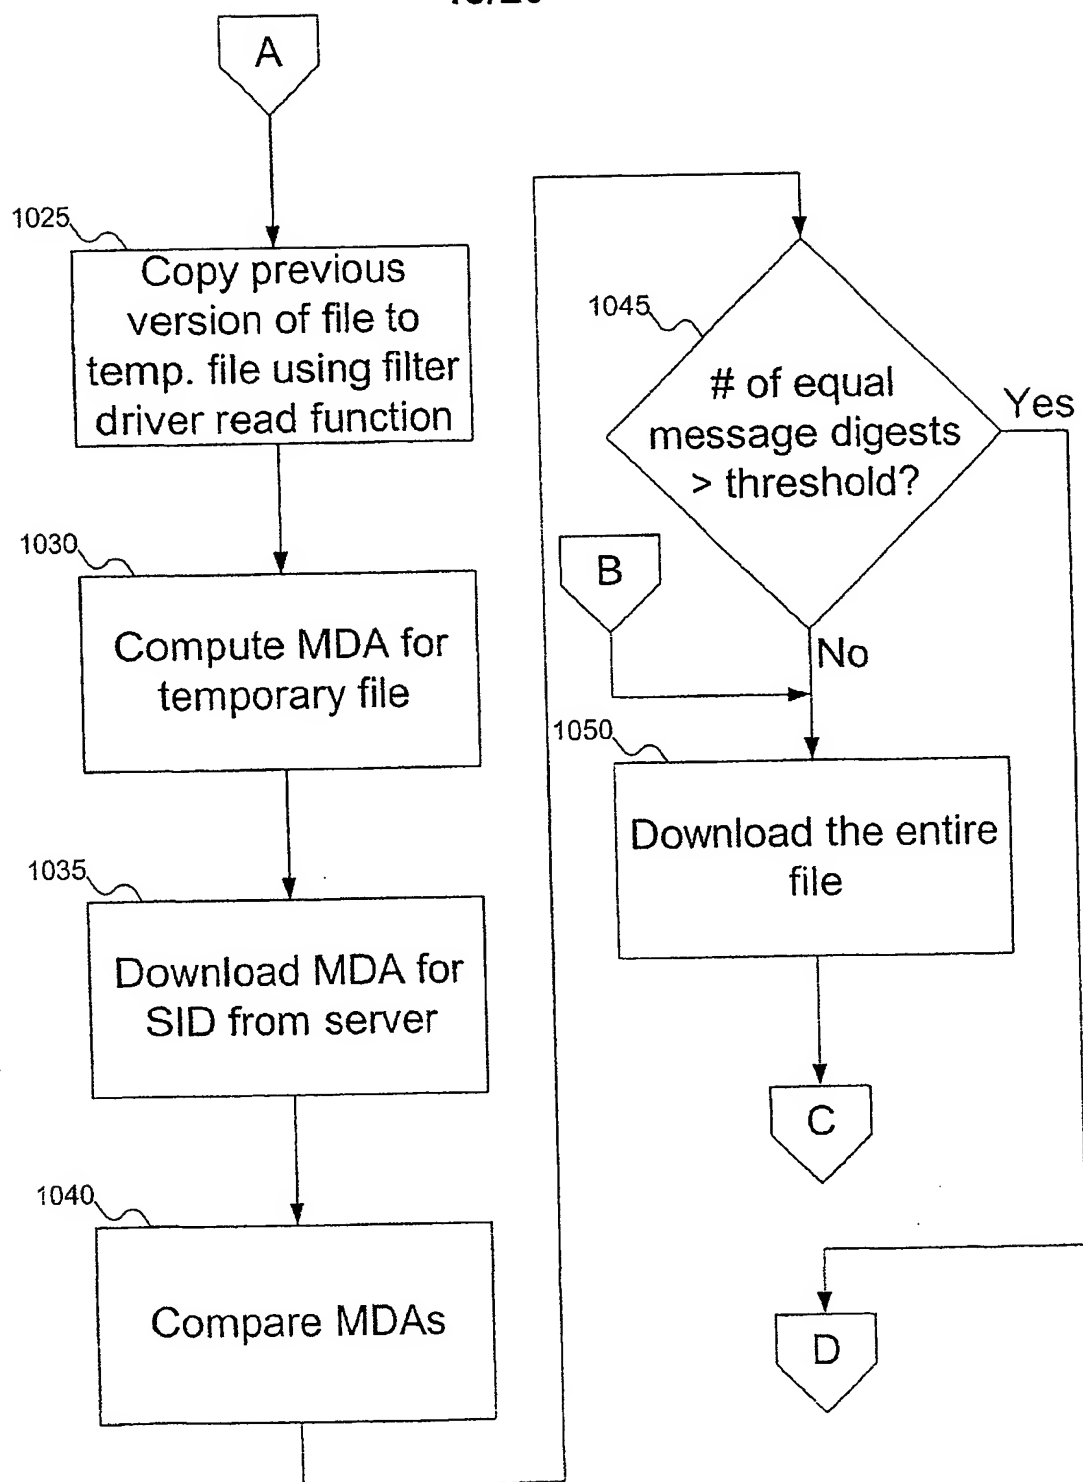 A
1025
Copy previous
version of file to
temp. file using filter
driver read function
1030
Compute MDA for
temporary file
1035
Download MDA for
SID from server
1040
Compare MDAs
1045
# of equal
message digests
> threshold?
Yes
B
No
1050
Download the entire
file
C
D